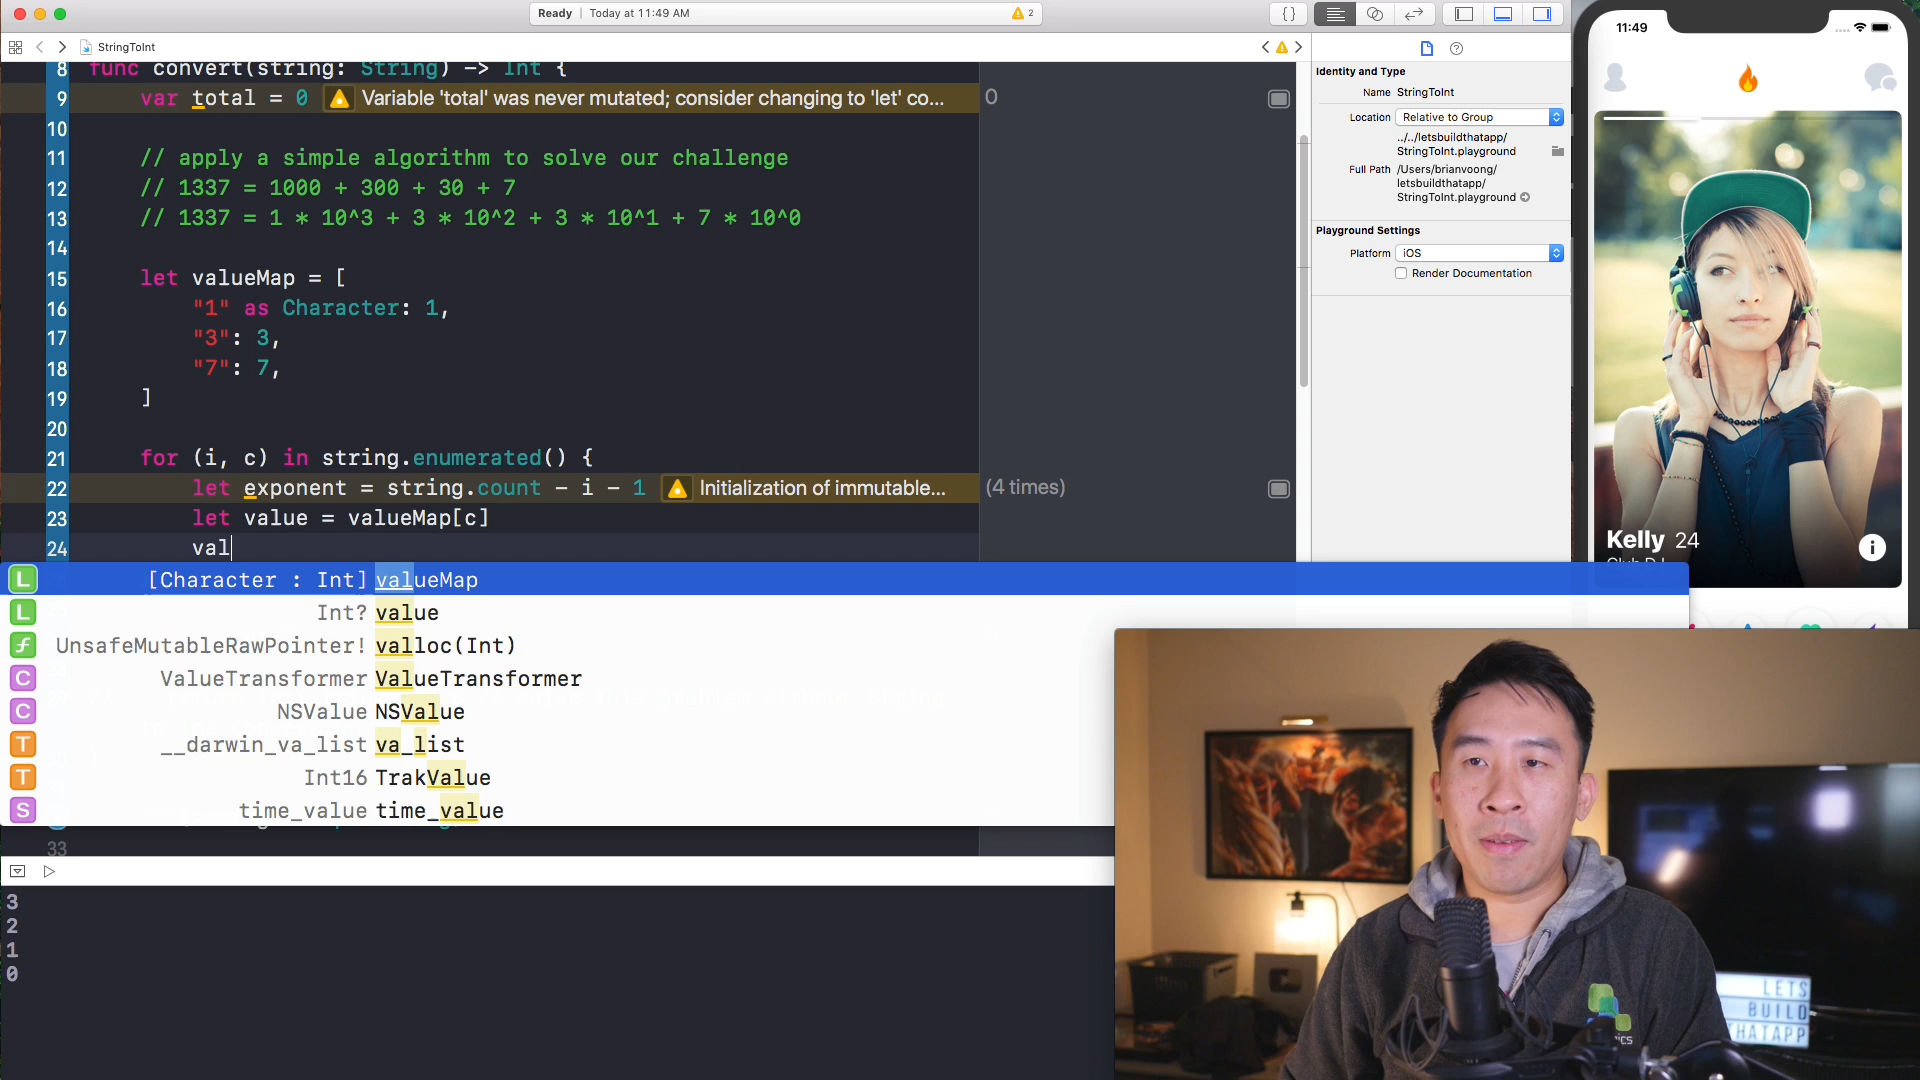 Ready | Today at 11:49 AM
2
{}
StringToInt
8 func convert(string: String) -> Int {
9 var total = 0 Variable 'total' was never mutated; consider changing to 'let' co...
0
10
11 // apply a simple algorithm to solve our challenge
12 // 1337 = 1000 + 300 + 30 + 7
13 // 1337 = 1 * 10^3 + 3 * 10^2 + 3 * 10^1 + 7 * 10^0
14
15 let valueMap = [
16 "1" as Character: 1,
17 "3": 3,
18 "7": 7,
19 ]
20
21 for (i, c) in string.enumerated() {
22 let exponent = string.count - i - 1 Initialization of immutable...
(4 times)
23 let value = valueMap[c]
24 val
L [Character : Int] valueMap
L Int? value
f UnsafeMutableRawPointer! valloc(Int)
C ValueTransformer ValueTransformer
C NSValue NSValue
T __darwin_va_list va_list
T Int16 TrakValue
S time_value time_value
33
3
2
1
0
Identity and Type
Name StringToInt
Location Relative to Group
../../letsbuildthatapp/
StringToInt.playground
Full Path /Users/brianvoong/
letsbuildthatapp/
StringToInt.playground
Playground Settings
Platform iOS
Render Documentation
11:49
Kelly 24
i
LETS
BUILD
THATAPP